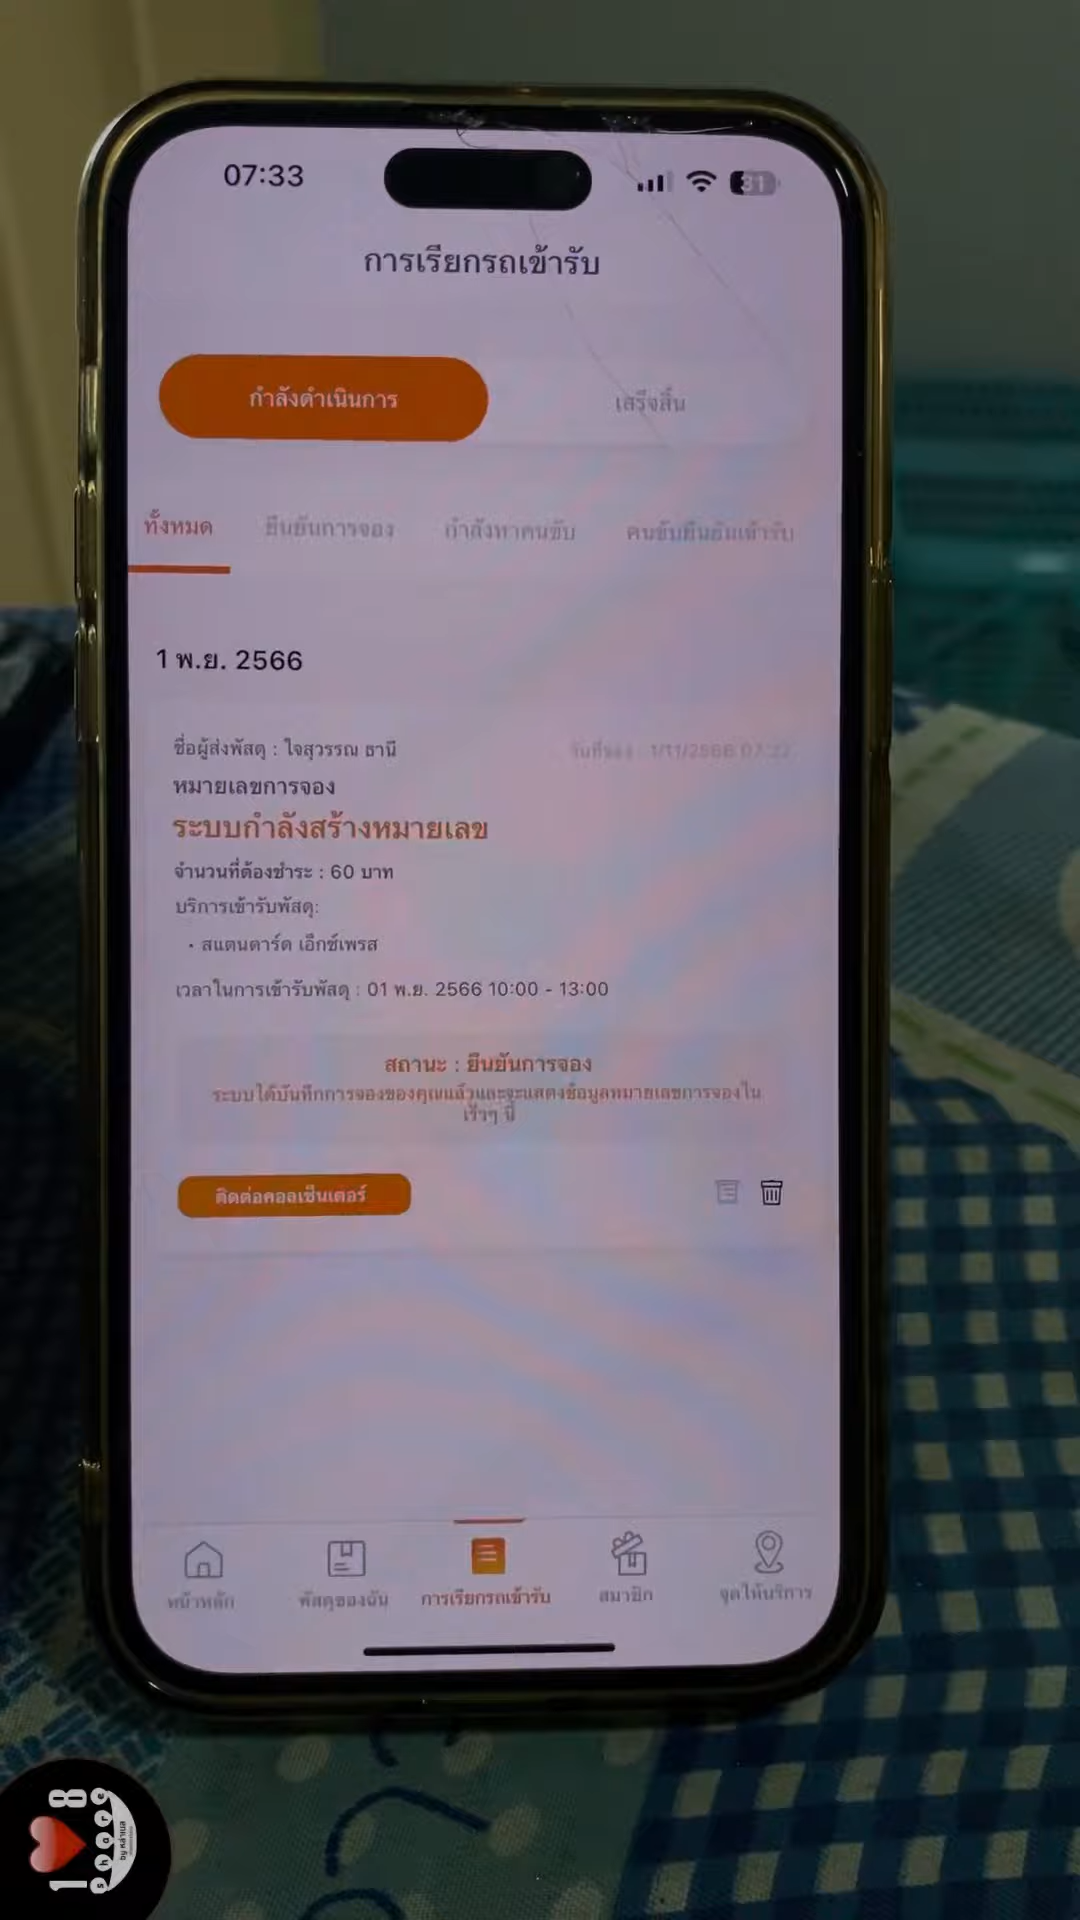 07:33
31
การเรียกรถเข้ารับ
กำลังดำเนินการ
เสร็จสิ้น
ทั้งหมด
ยืนยันการจอง
กำลังหาคนขับ
คนขับยืนยันเข้ารับ
1 พ.ย. 2566
ชื่อผู้ส่งพัสดุ : ใจสุวรรณ ธานี
วันที่จอง : 1/11/2566
หมายเลขการจอง
ระบบกำลังสร้างหมายเลข
จำนวนที่ต้องชำระ : 60 บาท
บริการเข้ารับพัสดุ:
• สแตนดาร์ด เอ็กซ์เพรส
เวลาในการเข้ารับพัสดุ : 01 พ.ย. 2566 10:00 - 13:00
สถานะ : ยืนยันการจอง
ระบบได้บันทึกการจองของคุณแล้วและจะแสดงข้อมูลหมายเลขการจองใน
เร็วๆ นี้
ติดต่อคอลเซ็นเตอร์
หน้าหลัก
พัสดุของฉัน
การเรียกรถเข้ารับ
สมาชิก
จุดให้บริการ
18
share